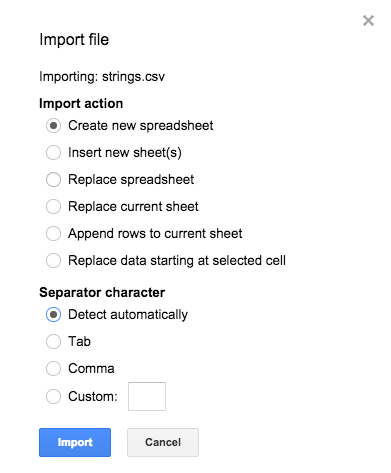 Import file
Importing: strings.csv
Import action
Create new spreadsheet
Insert new sheet(s)
Replace spreadsheet
Replace current sheet
Append rows to current sheet
Replace data starting at selected cell
Separator character
Detect automatically
Tab
Comma
Custom:
Import Cancel